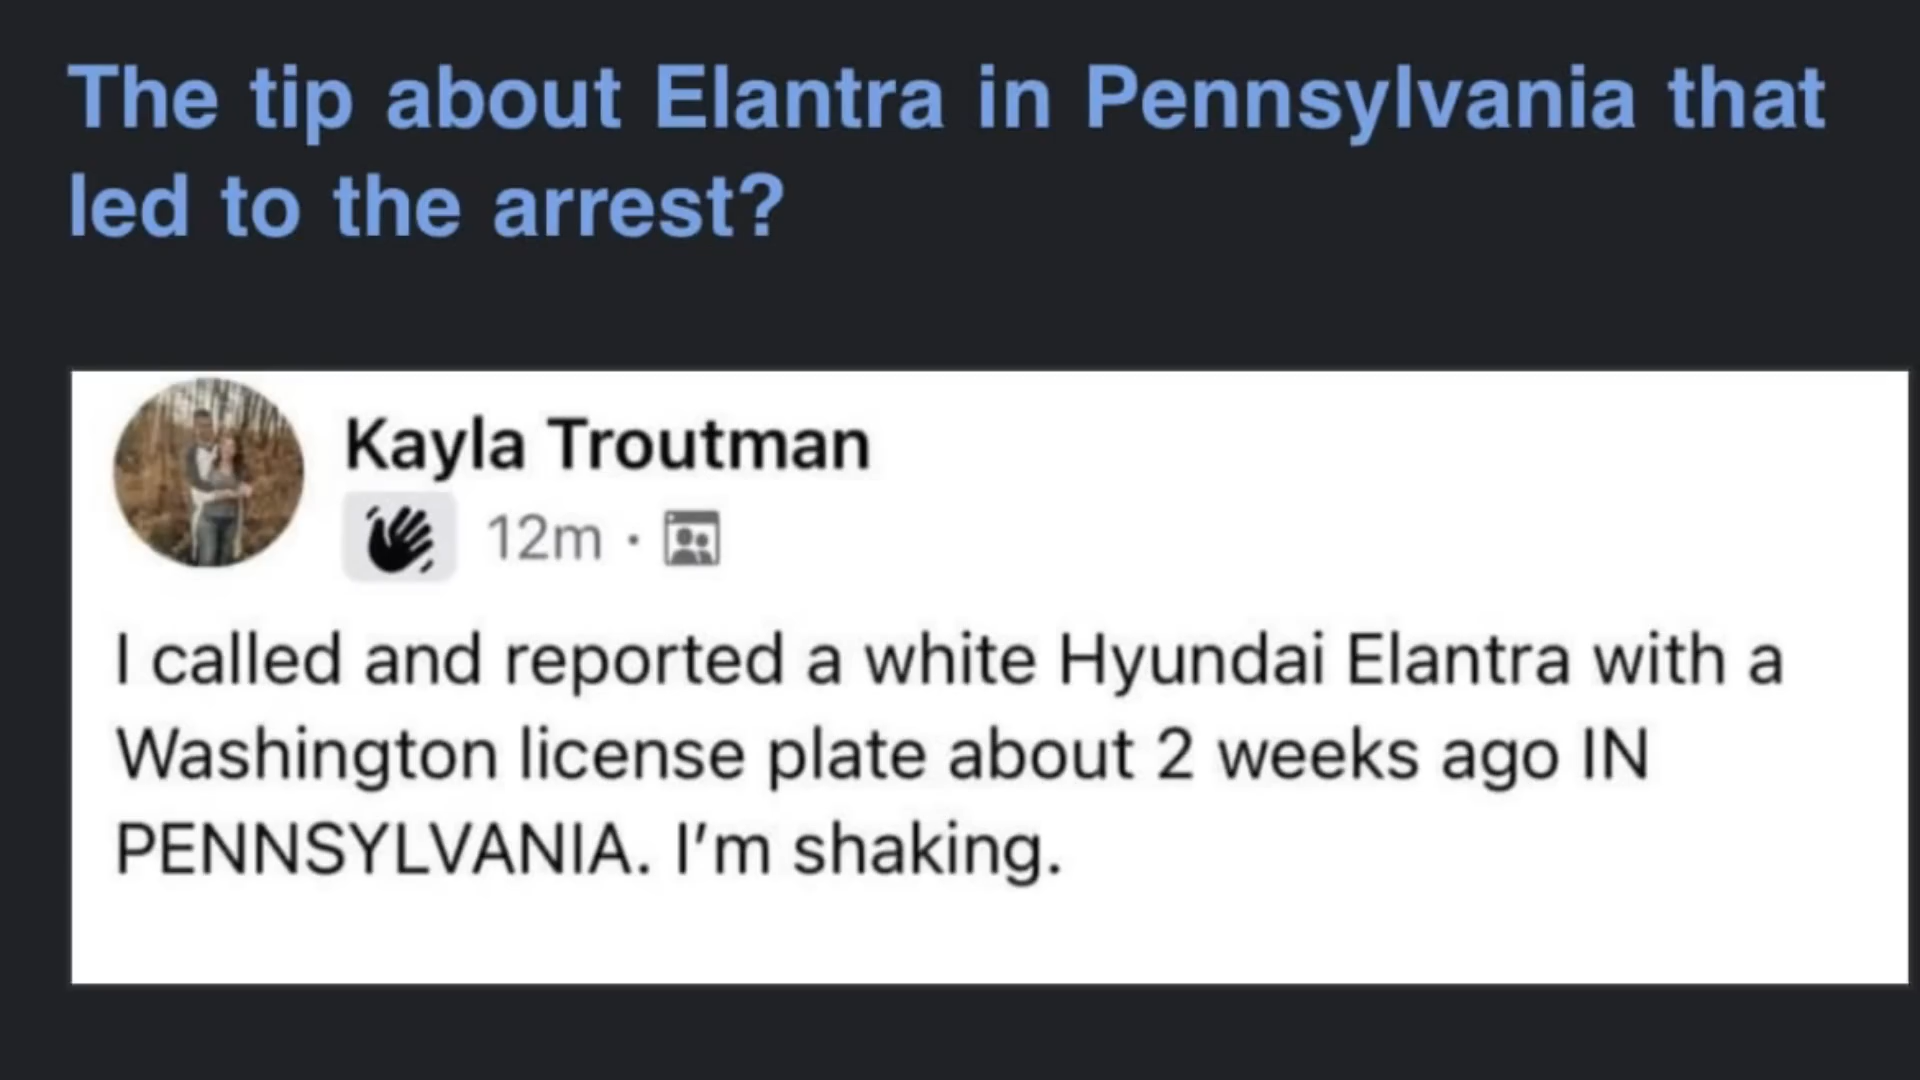 The tip about Elantra in Pennsylvania that
led to the arrest?
Kayla Troutman
12m ·
I called and reported a white Hyundai Elantra with a
Washington license plate about 2 weeks ago IN
PENNSYLVANIA. I'm shaking.